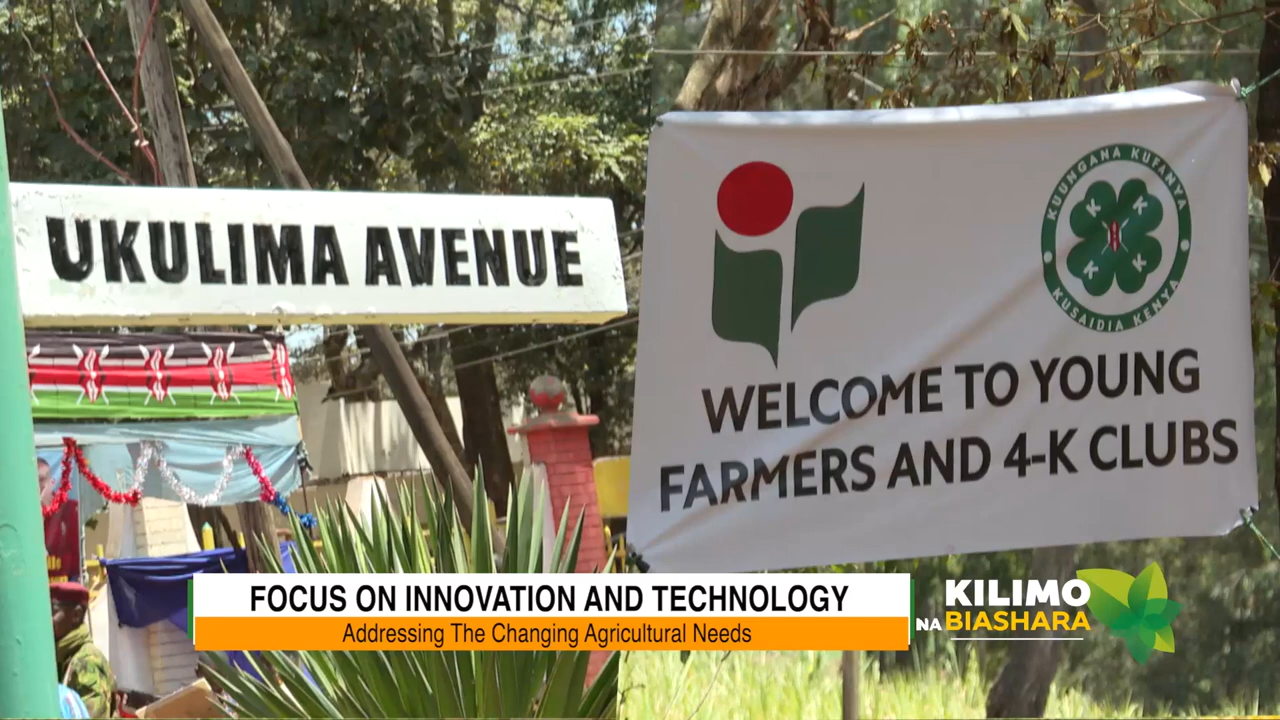 UKULIMA AVENUE
KUUNGANA KUFANYA
K K
K K
KUSAIDIA KENYA
WELCOME TO YOUNG
FARMERS AND 4-K CLUBS
FOCUS ON INNOVATION AND TECHNOLOGY
Addressing The Changing Agricultural Needs
KILIMO
NA BIASHARA